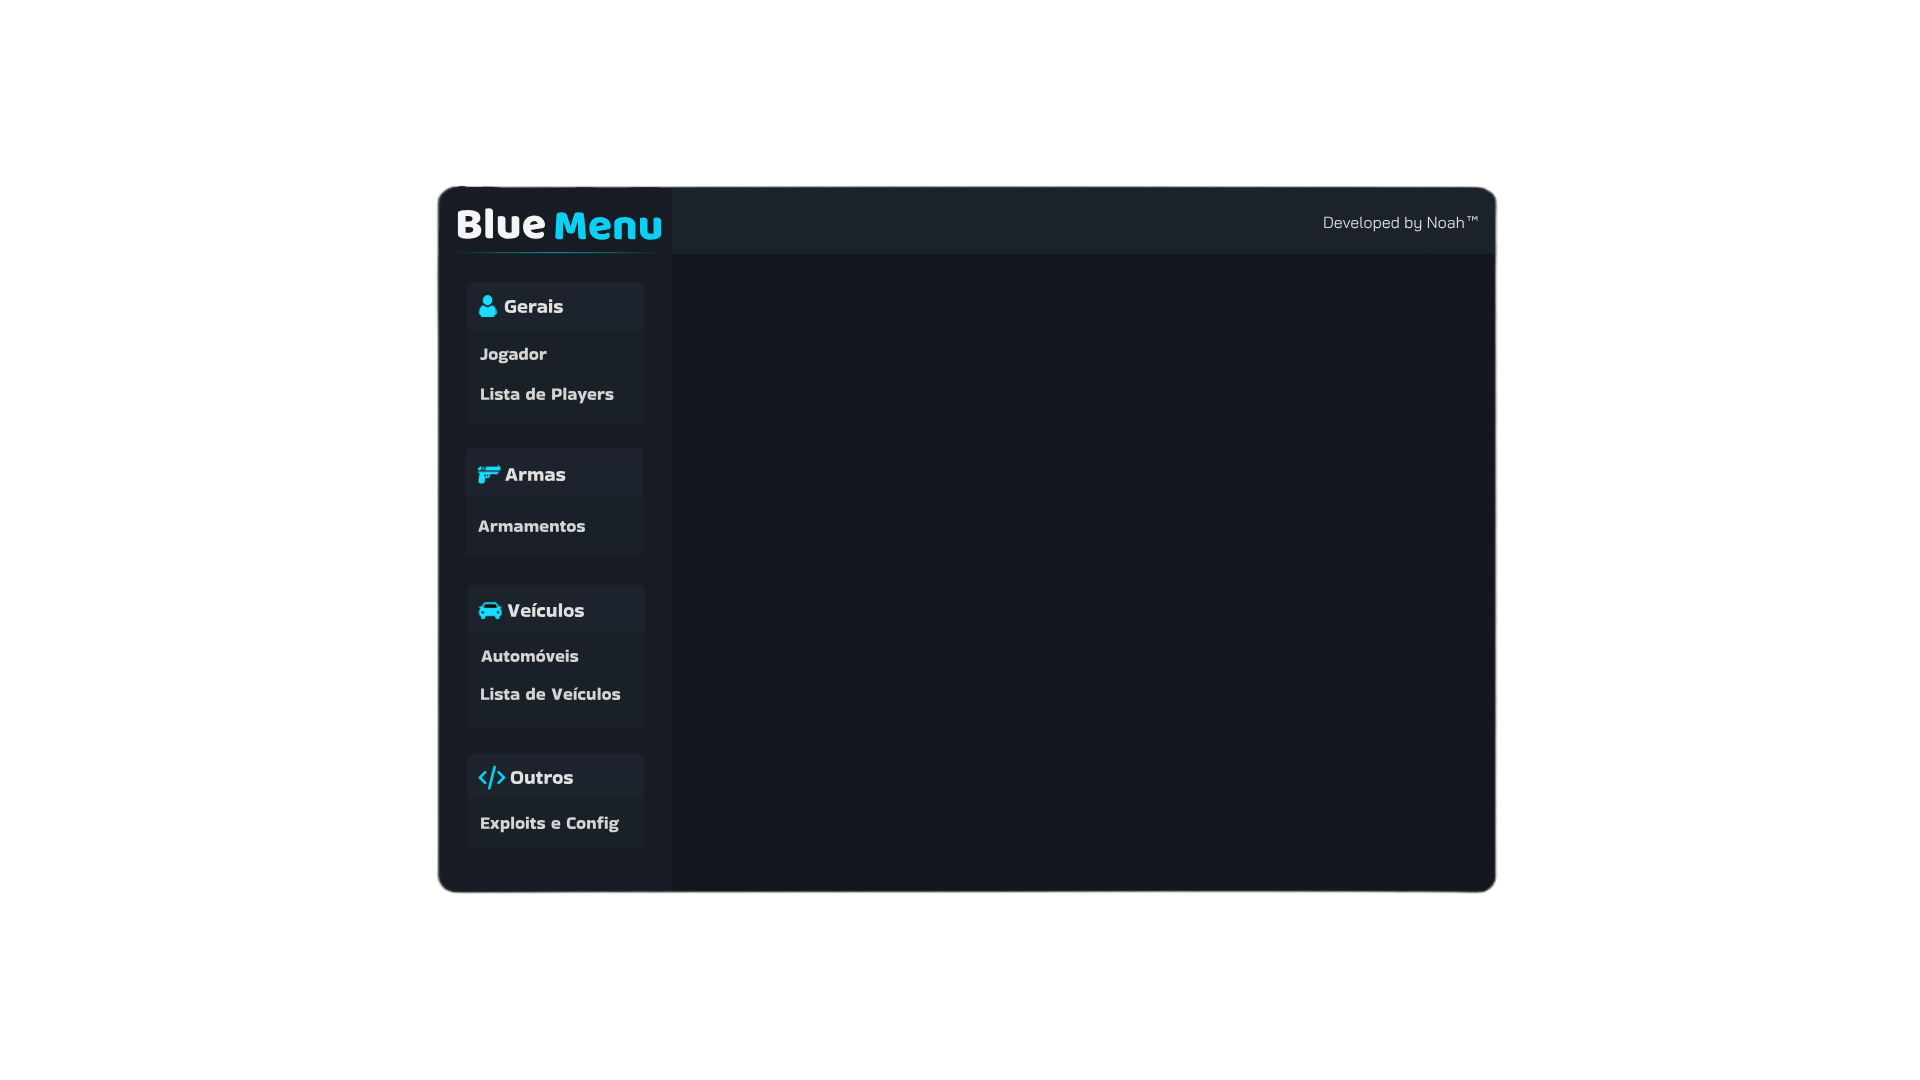 Blue Menu
Developed by Noah™
Gerais
Jogador
Lista de Players
Armas
Armamentos
Veículos
Automóveis
Lista de Veículos
Outros
Exploits e Config